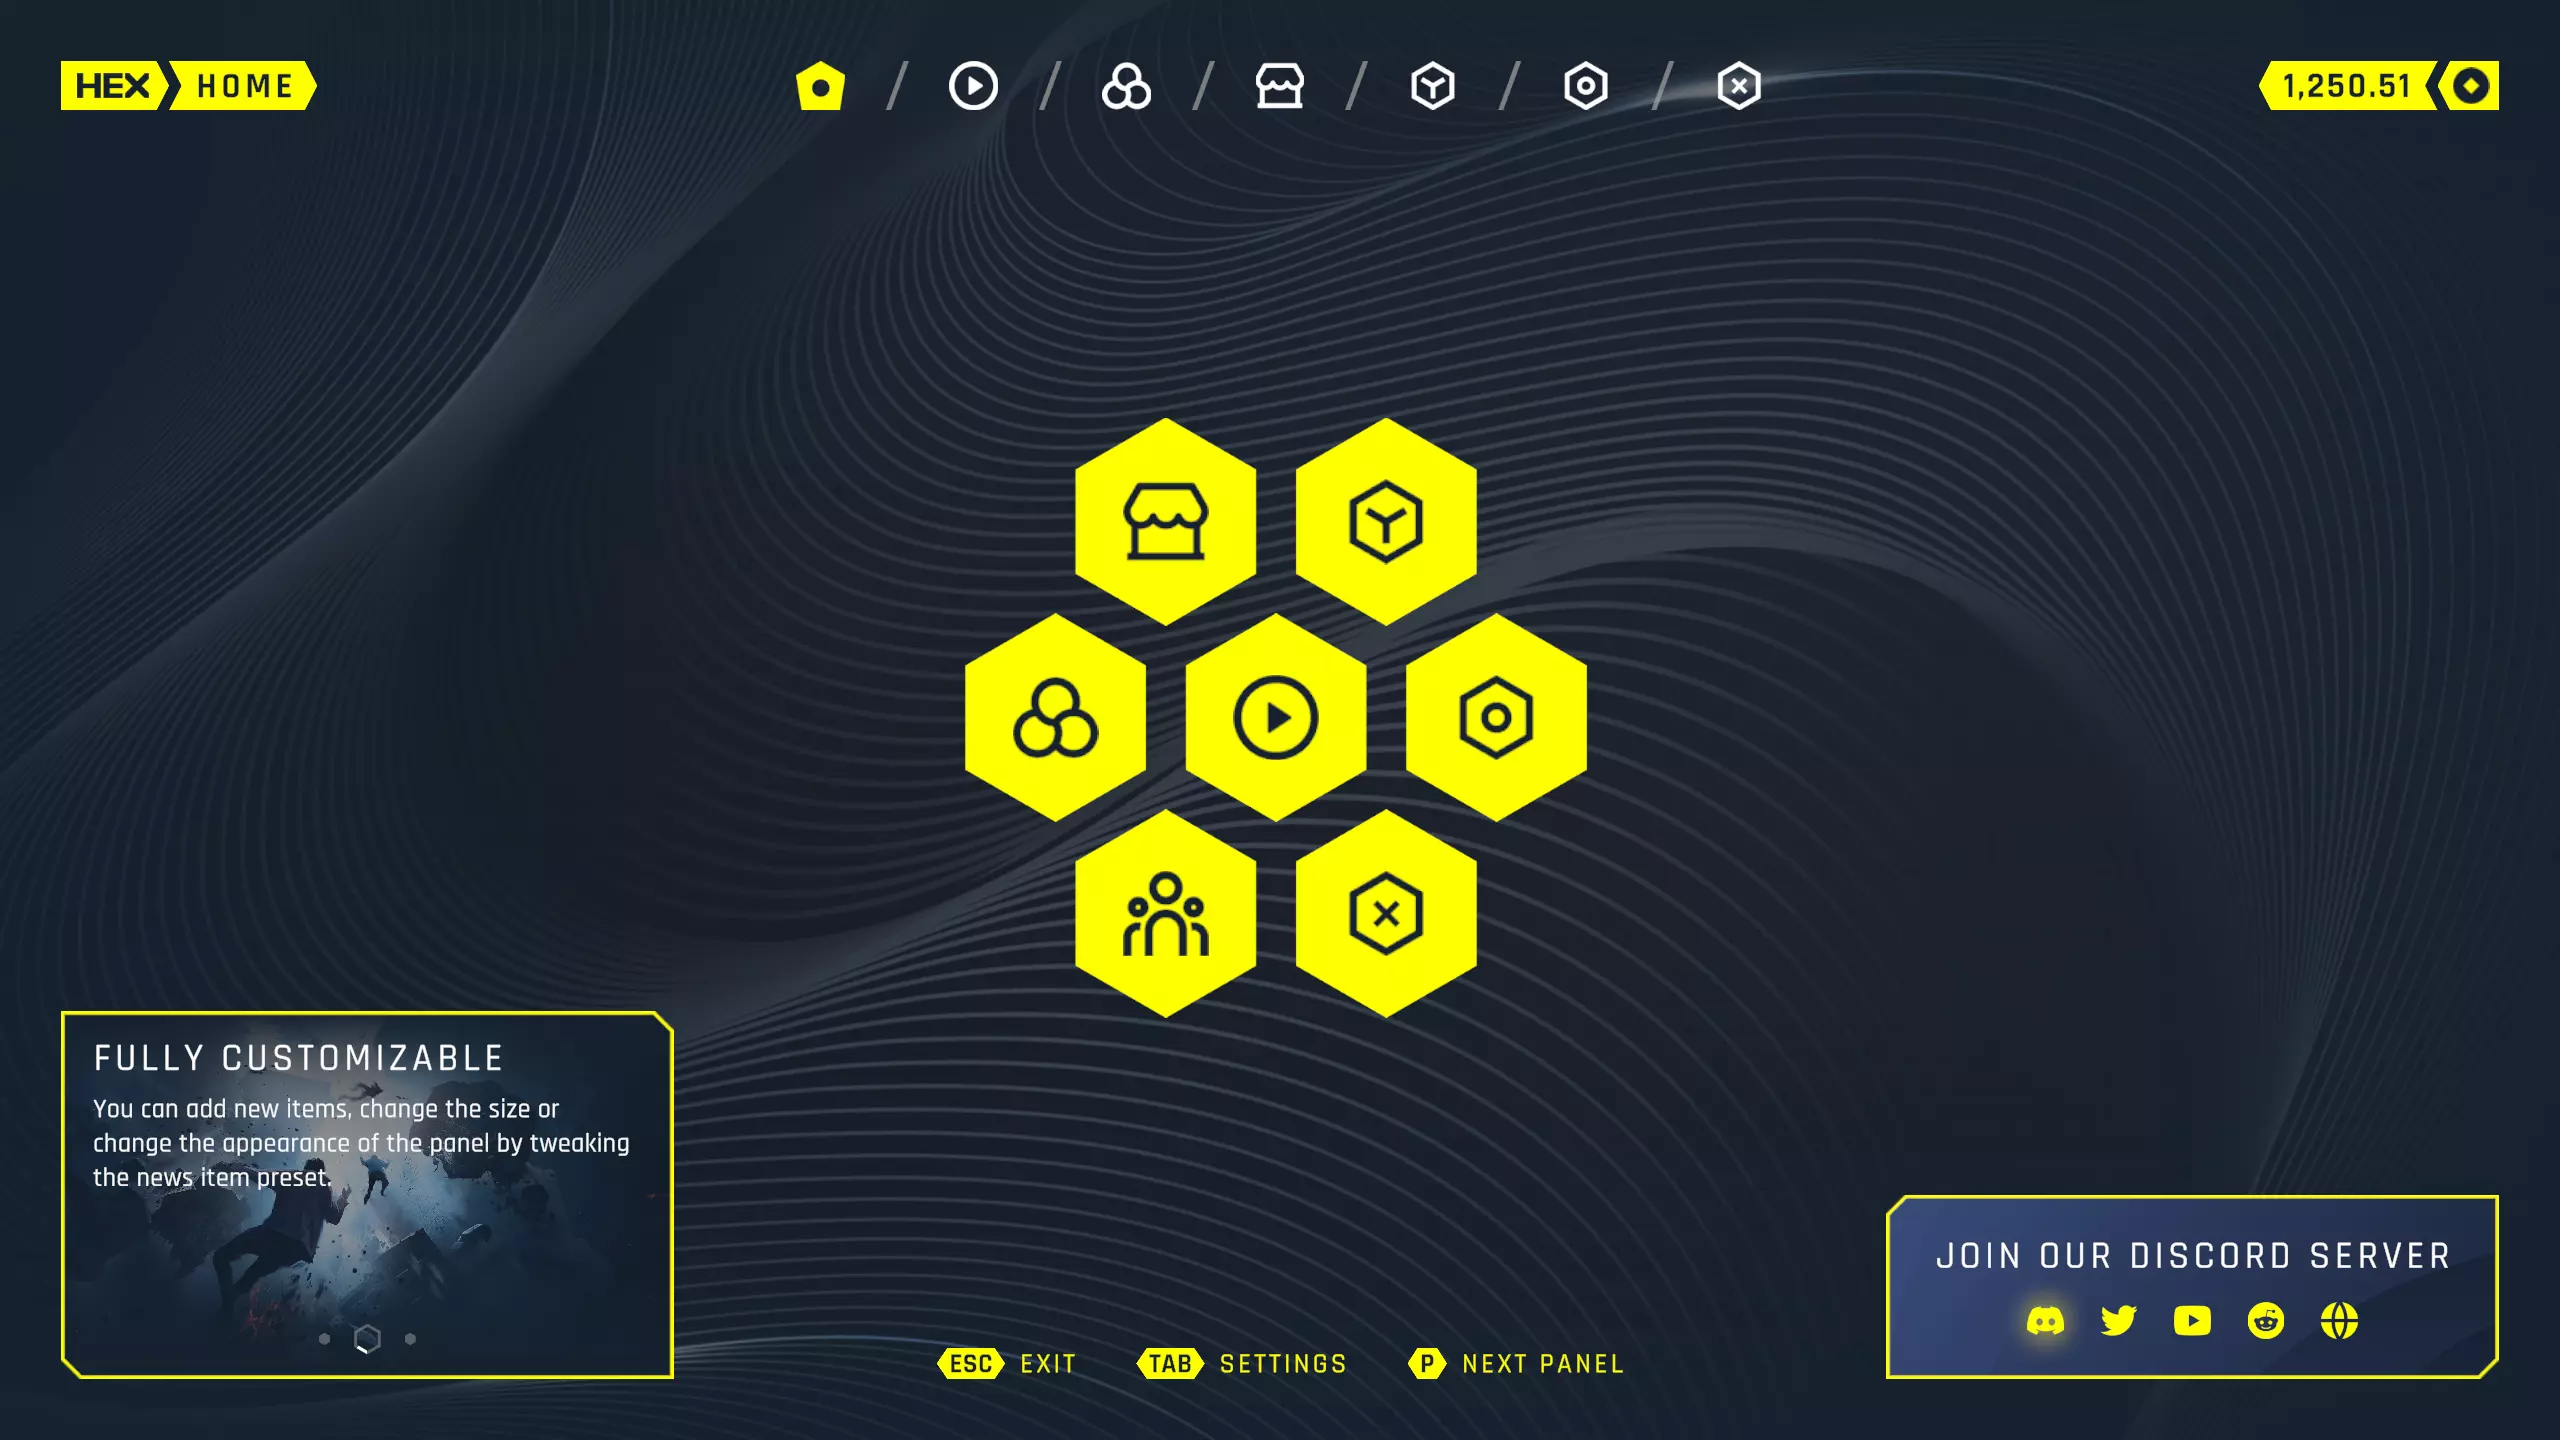 HEX HOME
1,250.51
FULLY CUSTOMIZABLE
You can add new items, change the size or
change the appearance of the panel by tweaking
the news item preset.
JOIN OUR DISCORD SERVER
ESC EXIT TAB SETTINGS P NEXT PANEL